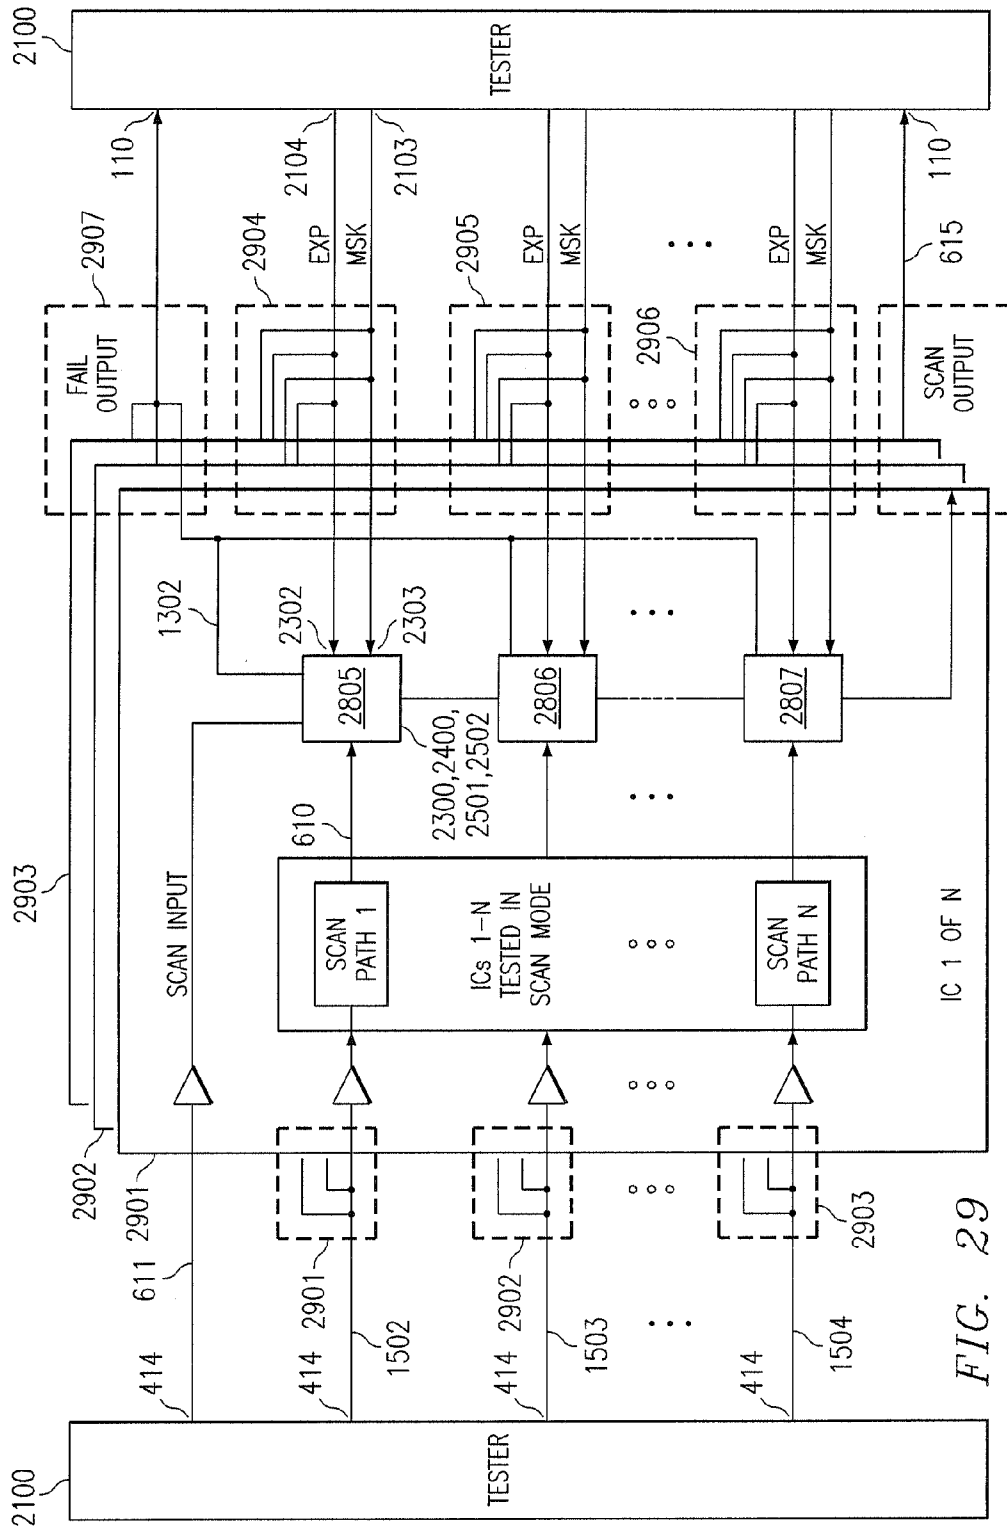 2100
TESTER
110
2104
2103
110
2907
2904
2905
2906
615
FAIL
OUTPUT
EXP
MSK
EXP
MSK
EXP
MSK
SCAN
OUTPUT
1302
2302
2303
2805
2806
2807
2300,2400,
2501,2502
610
2903
SCAN INPUT
SCAN
PATH 1
ICs 1–N
TESTED IN
SCAN MODE
SCAN
PATH N
IC 1 OF N
2902
2901
611
2901
1502
2902
1503
2903
1504
414
414
414
414
2100
TESTER
FIG. 29